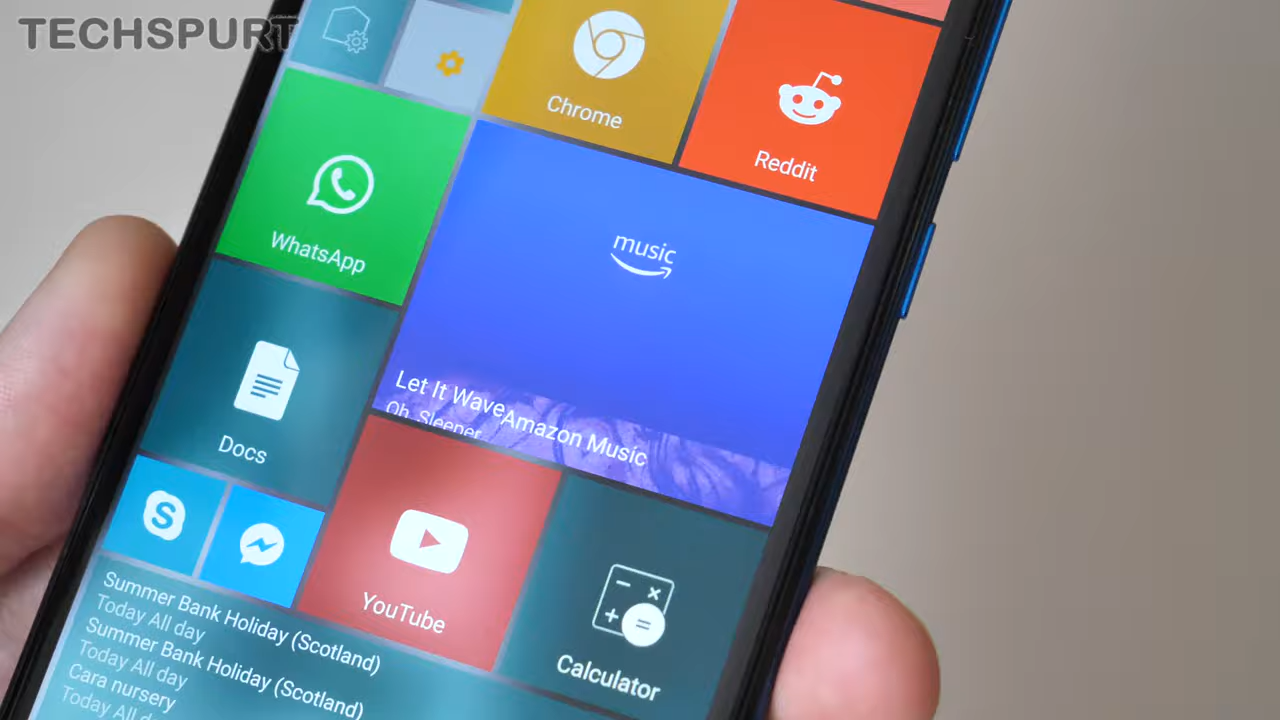 TECHSPURT
Chrome
Reddit
WhatsApp
music
Let It Wave
Oh, Sleeper
Amazon Music
Docs
S
YouTube
Calculator
Summer Bank Holiday (Scotland)
Today All day
Summer Bank Holiday (Scotland)
Today All day
Cara nursery
Today All